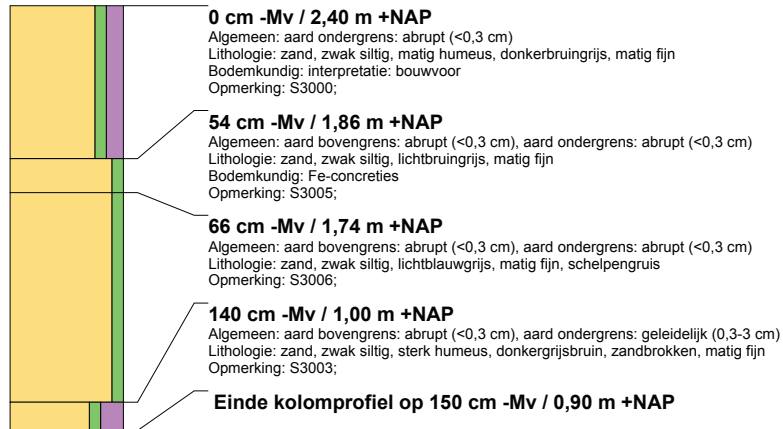 0 cm -Mv / 2,40 m +NAP
Algemeen: aard ondergrens: abrupt (<0,3 cm)
Lithologie: zand, zwak siltig, matig humeus, donkerbruingrijs, matig fijn
Bodemkundig: interpretatie: bouwvoor
Opmerking: S3000;
54 cm -Mv / 1,86 m +NAP
Algemeen: aard bovengrens: abrupt (<0,3 cm), aard ondergrens: abrupt (<0,3 cm)
Lithologie: zand, zwak siltig, lichtbruingrijs, matig fijn
Bodemkundig: Fe-concreties
Opmerking: S3005;
66 cm -Mv / 1,74 m +NAP
Algemeen: aard bovengrens: abrupt (<0,3 cm), aard ondergrens: abrupt (<0,3 cm)
Lithologie: zand, zwak siltig, lichtblauwgrijs, matig fijn, schelpengruis
Opmerking: S3006;
140 cm -Mv / 1,00 m +NAP
Algemeen: aard bovengrens: abrupt (<0,3 cm), aard ondergrens: geleidelijk (0,3-3 cm)
Lithologie: zand, zwak siltig, sterk humeus, donkergrijsbruin, zandbrokken, matig fijn
Opmerking: S3003;
Einde kolomprofiel op 150 cm -Mv / 0,90 m +NAP